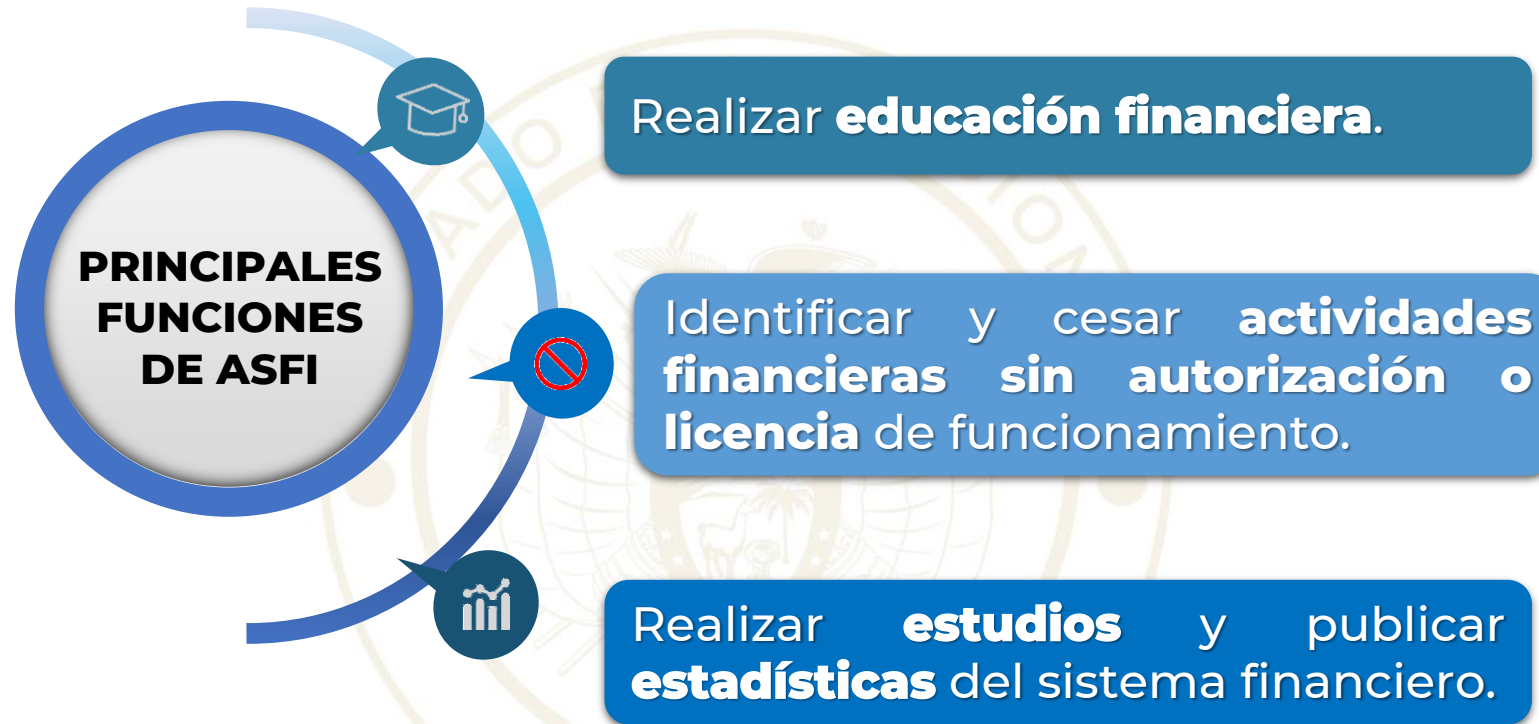 PRINCIPALES
FUNCIONES
DE ASFI
Realizar educación financiera.
Identificar y cesar actividades
financieras sin autorización o
licencia de funcionamiento.
Realizar estudios y publicar
estadísticas del sistema financiero.